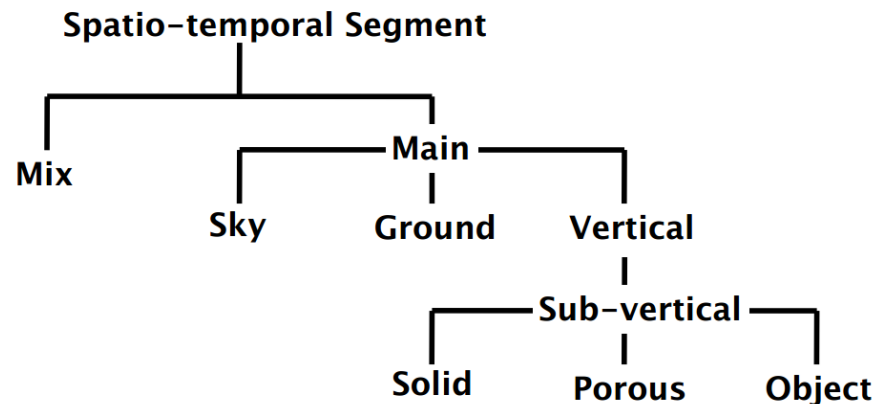 Spatio-temporal Segment
Main
Mix
Sky
Ground
Vertical
Sub-vertical
Solid
Porous
Object